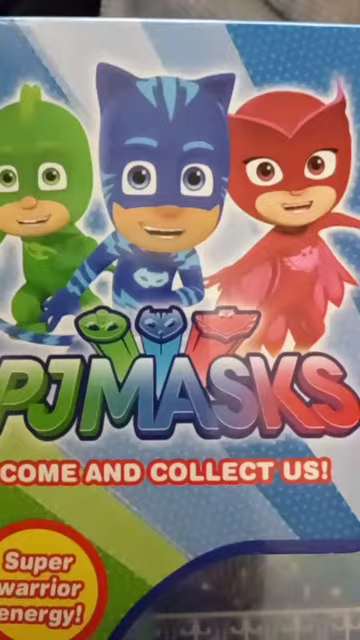 PJMASKS
COME AND COLLECT US!
Super
warrior
energy!